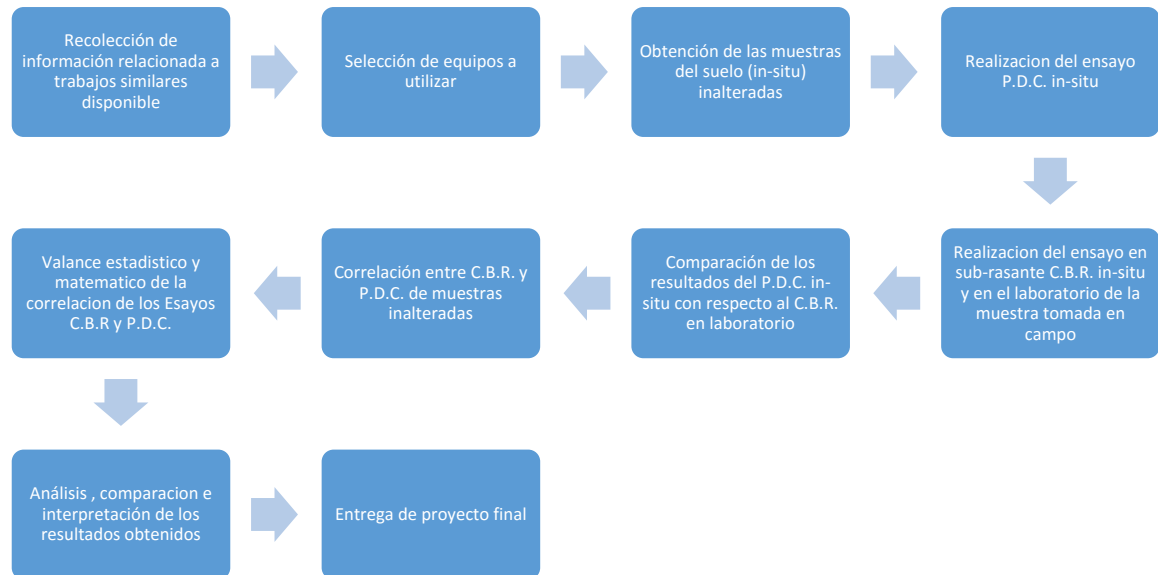 Recolección de
información relacionada a
trabajos similares
disponible
Selección de equipos a
utilizar
Obtención de las muestras
del suelo (in-situ)
inalteradas
Realizacion del ensayo
P.D.C. in-situ
Realizacion del ensayo en
sub-rasante C.B.R. in-situ
y en el laboratorio de la
muestra tomada en
campo
Comparación de los
resultados del P.D.C. in-
situ con respecto al C.B.R.
en laboratorio
Correlación entre C.B.R. y
P.D.C. de muestras
inalteradas
Valance estadistico y
matematico de la
correlacion de los Esayos
C.B.R y P.D.C.
Análisis , comparacion e
interpretación de los
resultados obtenidos
Entrega de proyecto final